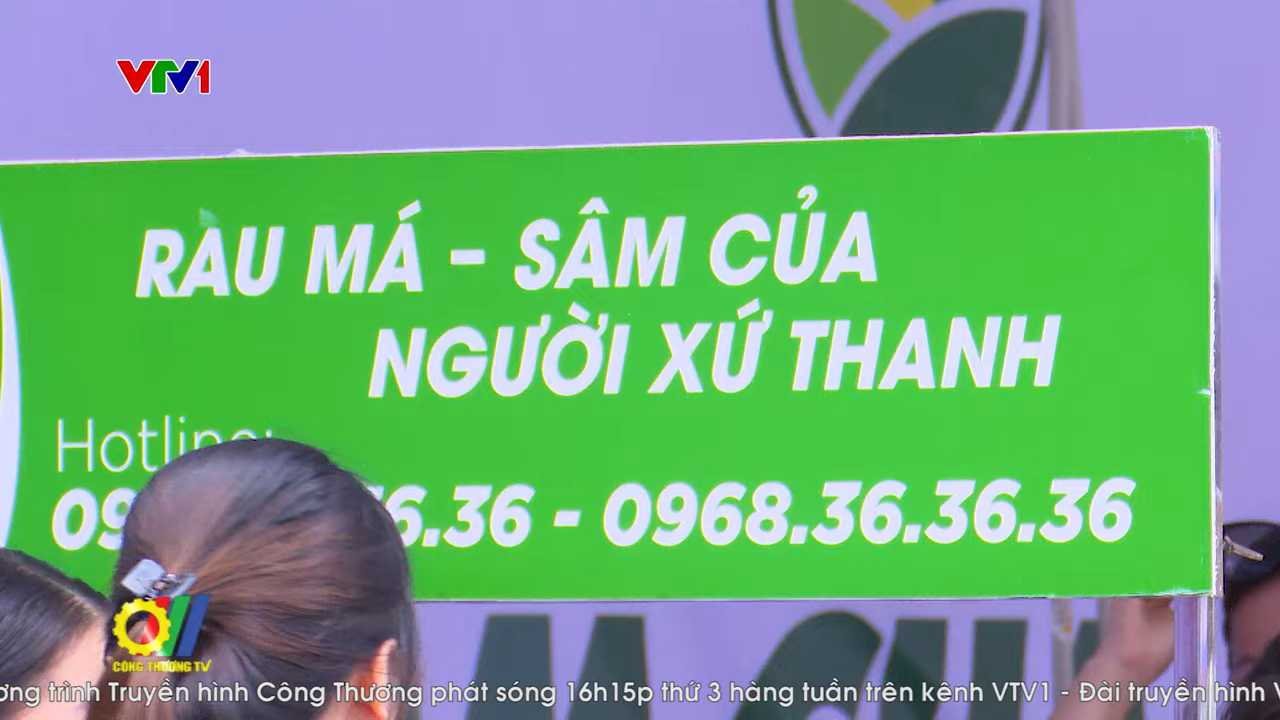 VTV1
RAU MÁ - SÂM CỦA
NGƯỜI XỨ THANH
Hotline:
09 6.36 - 0968.36.36.36
CÔNG THƯƠNG TV
trình Truyền hình Công Thương phát sóng 16h15p thứ 3 hàng tuần trên kênh VTV1 - Đài truyền hình